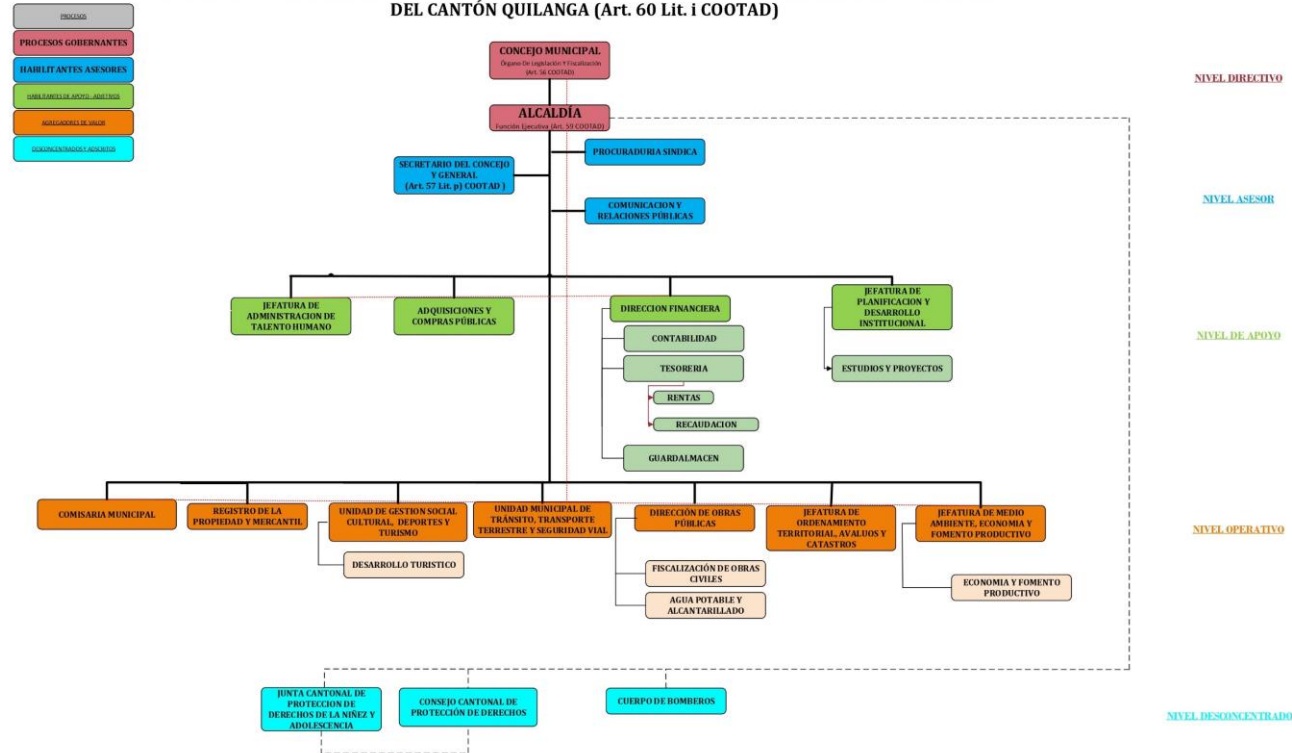 DEL CANTÓN QUILANGA (Art. 60 Lit. i COOTAD)
PROCESOS
PROCESOS GOBERNANTES
HABILITANTES ASESORES
HABILITANTES DE APOYO - ADJETIVOS
AGREGADORES DE VALOR
DESCONCENTRADOS Y ADSCRITOS
CONCEJO MUNICIPAL
Órgano De Legislación Y Fiscalización
(Art. 56 COOTAD)
NIVEL DIRECTIVO
ALCALDÍA
Función Ejecutiva (Art. 59 COOTAD)
PROCURADURIA SINDICA
SECRETARIO DEL CONCEJO
Y GENERAL
(Art. 57 Lit. p) COOTAD )
COMUNICACION Y
RELACIONES PÚBLICAS
NIVEL ASESOR
JEFATURA DE
ADMINISTRACION DE
TALENTO HUMANO
ADQUISICIONES Y
COMPRAS PÚBLICAS
DIRECCION FINANCIERA
JEFATURA DE
PLANIFICACION Y
DESARROLLO
INSTITUCIONAL
NIVEL DE APOYO
CONTABILIDAD
TESORERIA
RENTAS
RECAUDACION
GUARDALMACEN
ESTUDIOS Y PROYECTOS
COMISARIA MUNICIPAL
REGISTRO DE LA
PROPIEDAD Y MERCANTIL
UNIDAD DE GESTION SOCIAL
CULTURAL, DEPORTES Y
TURISMO
UNIDAD MUNICIPAL DE
TRÁNSITO, TRANSPORTE
TERRESTRE Y SEGURIDAD VIAL
DIRECCIÓN DE OBRAS
PÚBLICAS
JEFATURA DE
ORDENAMIENTO
TERRITORIAL, AVALUOS Y
CATASTROS
JEFATURA DE MEDIO
AMBIENTE, ECONOMIA Y
FOMENTO PRODUCTIVO
NIVEL OPERATIVO
DESARROLLO TURISTICO
FISCALIZACIÓN DE OBRAS
CIVILES
AGUA POTABLE Y
ALCANTARILLADO
ECONOMIA Y FOMENTO
PRODUCTIVO
JUNTA CANTONAL DE
PROTECCION DE
DERECHOS DE LA NIÑEZ Y
ADOLESCENCIA
CONSEJO CANTONAL DE
PROTECCIÓN DE DERECHOS
CUERPO DE BOMBEROS
NIVEL DESCONCENTRADO